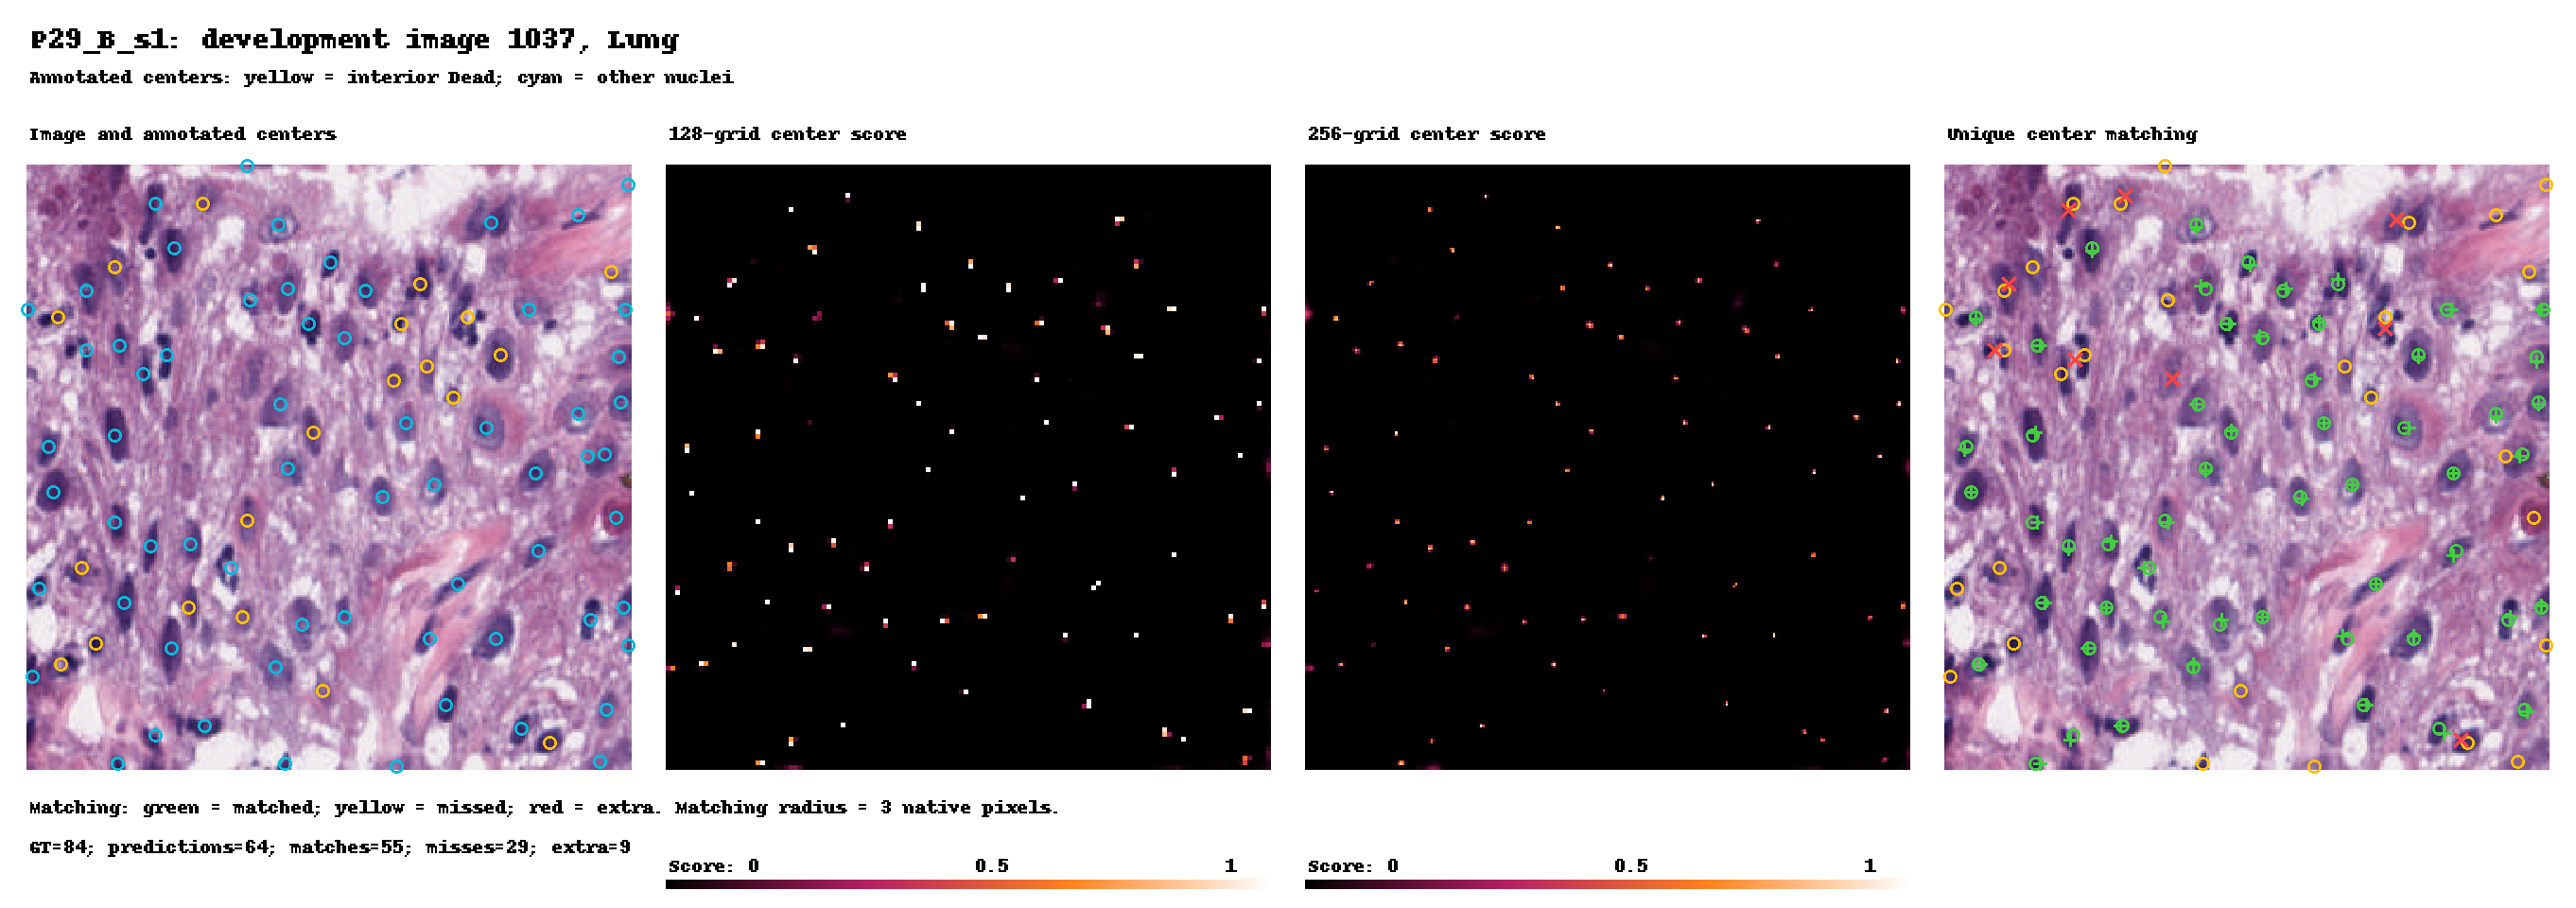 P29_B_s1: development image 1037, Lung
Annotated centers: yellow = interior Dead; cyan = other nuclei
Image and annotated centers
128-grid center score
256-grid center score
Unique center matching
Matching: green = matched; yellow = missed; red = extra. Matching radius = 3 native pixels.
GT=84; predictions=64; matches=55; misses=29; extra=9
Score: 0 0.5 1
Score: 0 0.5 1